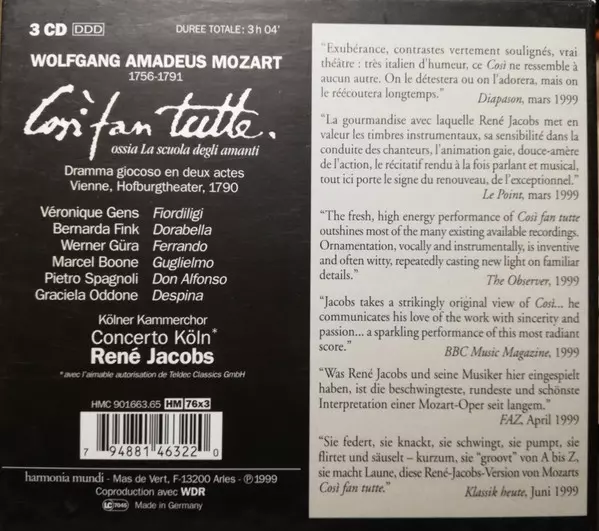 3 CD DDD DUREE TOTALE: 3 h 04'
WOLFGANG AMADEUS MOZART
1756-1791
Così fan tutte.
ossia La scuola degli amanti
Dramma giocoso en deux actes
Vienne, Hofburgtheater, 1790
Véronique Gens Fiordiligi
Bernarda Fink Dorabella
Werner Güra Ferrando
Marcel Boone Guglielmo
Pietro Spagnoli Don Alfonso
Graciela Oddone Despina
Kölner Kammerchor
Concerto Köln*
René Jacobs
*avec l'aimable autorisation de Teldec Classics GmbH
HMC 901663.65 HM 76x3
7 94881 46322 0
harmonia mundi - Mas de Vert, F-13200 Arles - ℗ 1999
Coproduction avec WDR
LC 7045 Made in Germany
“Exubérance, contrastes vertement soulignés, vrai
théâtre : très italien d'humeur, ce Così ne ressemble à
aucun autre. On le détestera ou on l'adorera, mais on
le réécoutera longtemps.”
Diapason, mars 1999
“La gourmandise avec laquelle René Jacobs met en
valeur les timbres instrumentaux, sa sensibilité dans la
conduite des chanteurs, l'animation gaie, douce-amère
de l'action, le récitatif rendu à la fois parlant et musical,
tout ici porte le signe du renouveau, de l'exceptionnel.”
Le Point, mars 1999
“The fresh, high energy performance of Così fan tutte
outshines most of the many existing available recordings.
Ornamentation, vocally and instrumentally, is inventive
and often witty, repeatedly casting new light on familiar
details.”
The Observer, 1999
“Jacobs takes a strikingly original view of Così... he
communicates his love of the work with sincerity and
passion... a sparkling performance of this most radiant
score.”
BBC Music Magazine, 1999
“Was René Jacobs und seine Musiker hier eingespielt
haben, ist die beschwingteste, rundeste und schönste
Interpretation einer Mozart-Oper seit langem.”
FAZ, April 1999
“Sie federt, sie knackt, sie schwingt, sie pumpt, sie
flirtet und säuselt – kurzum, sie “groovt” von A bis Z,
sie macht Laune, diese René-Jacobs-Version von Mozarts
Così fan tutte.”
Klassik heute, Juni 1999